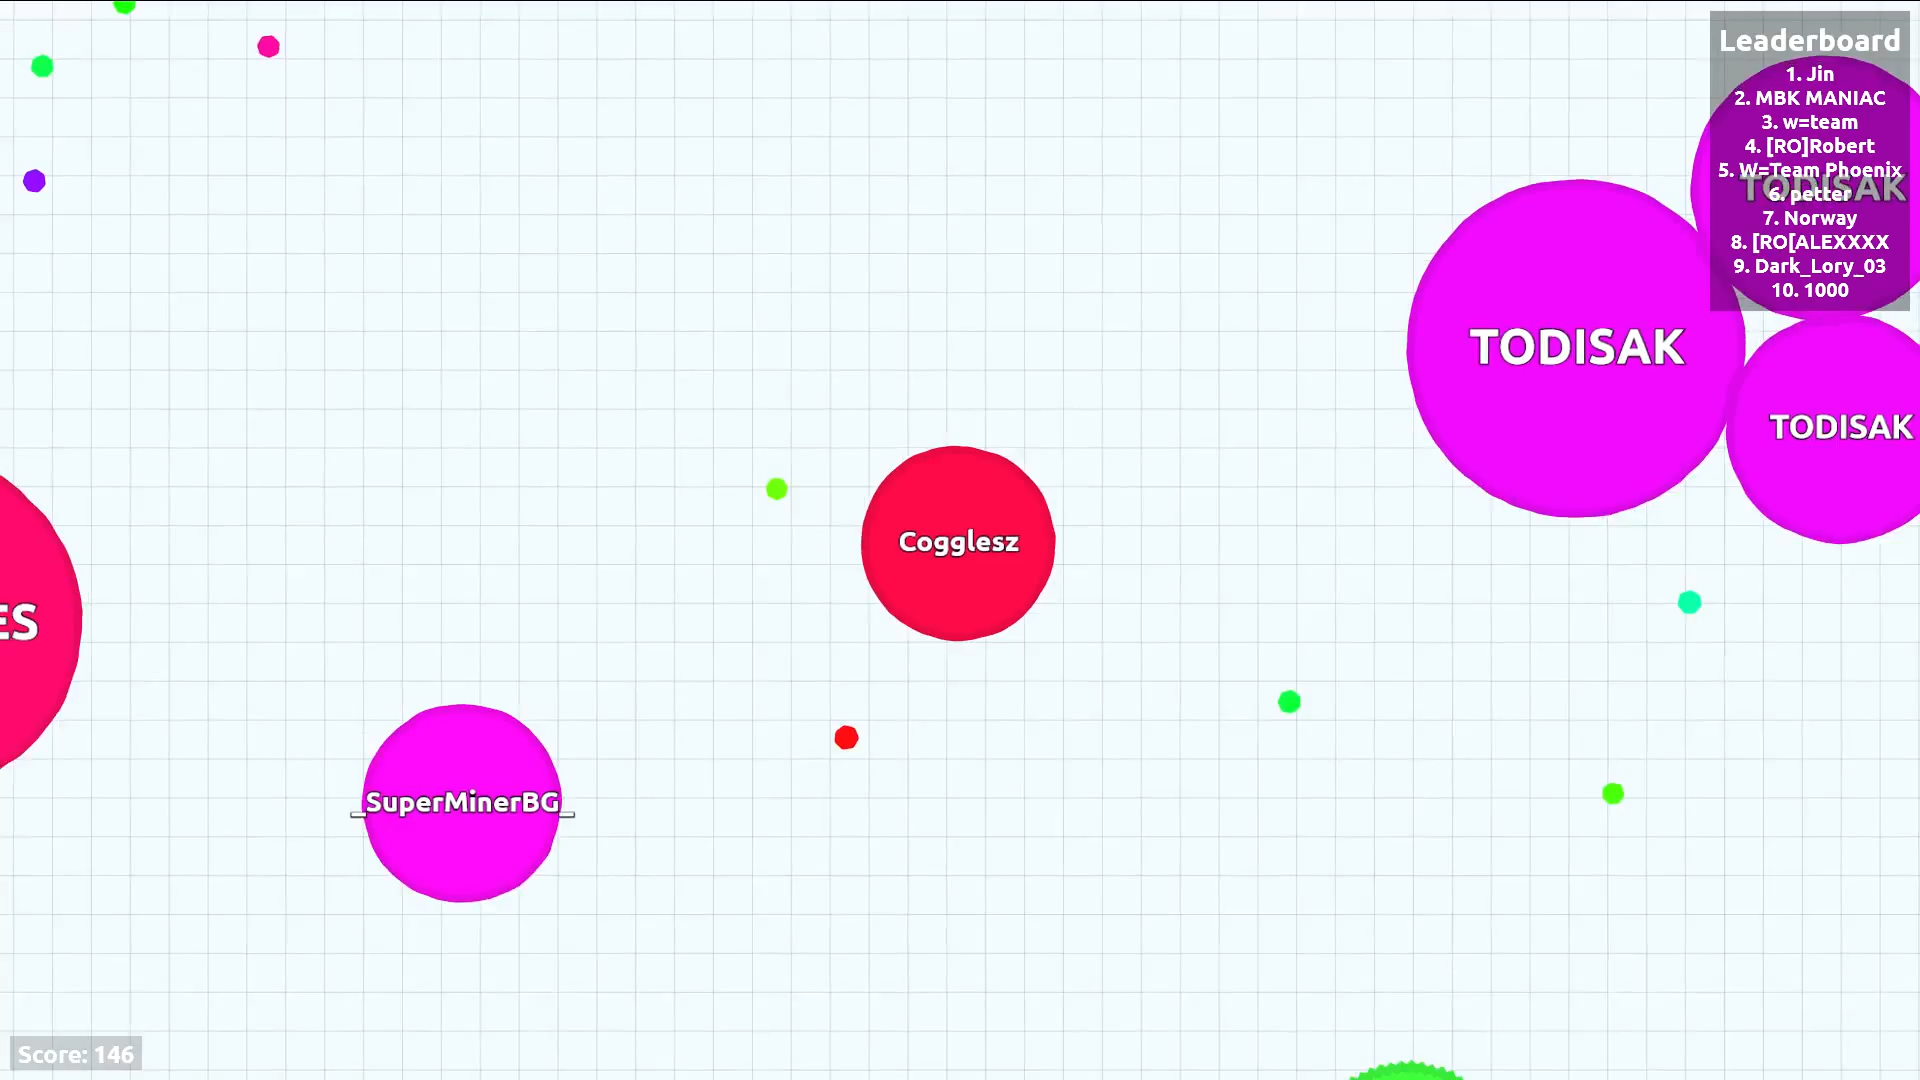 Leaderboard
1. Jin
2. MBK MANIAC
3. w=team
4. [RO]Robert
5. W=Team Phoenix
6. petter
7. Norway
8. [RO[ALEXXXX
9. Dark_Lory_03
10. 1000
TODISAK
TODISAK
TODISAK
Cogglesz
ES
_SuperMinerBG_
Score: 146